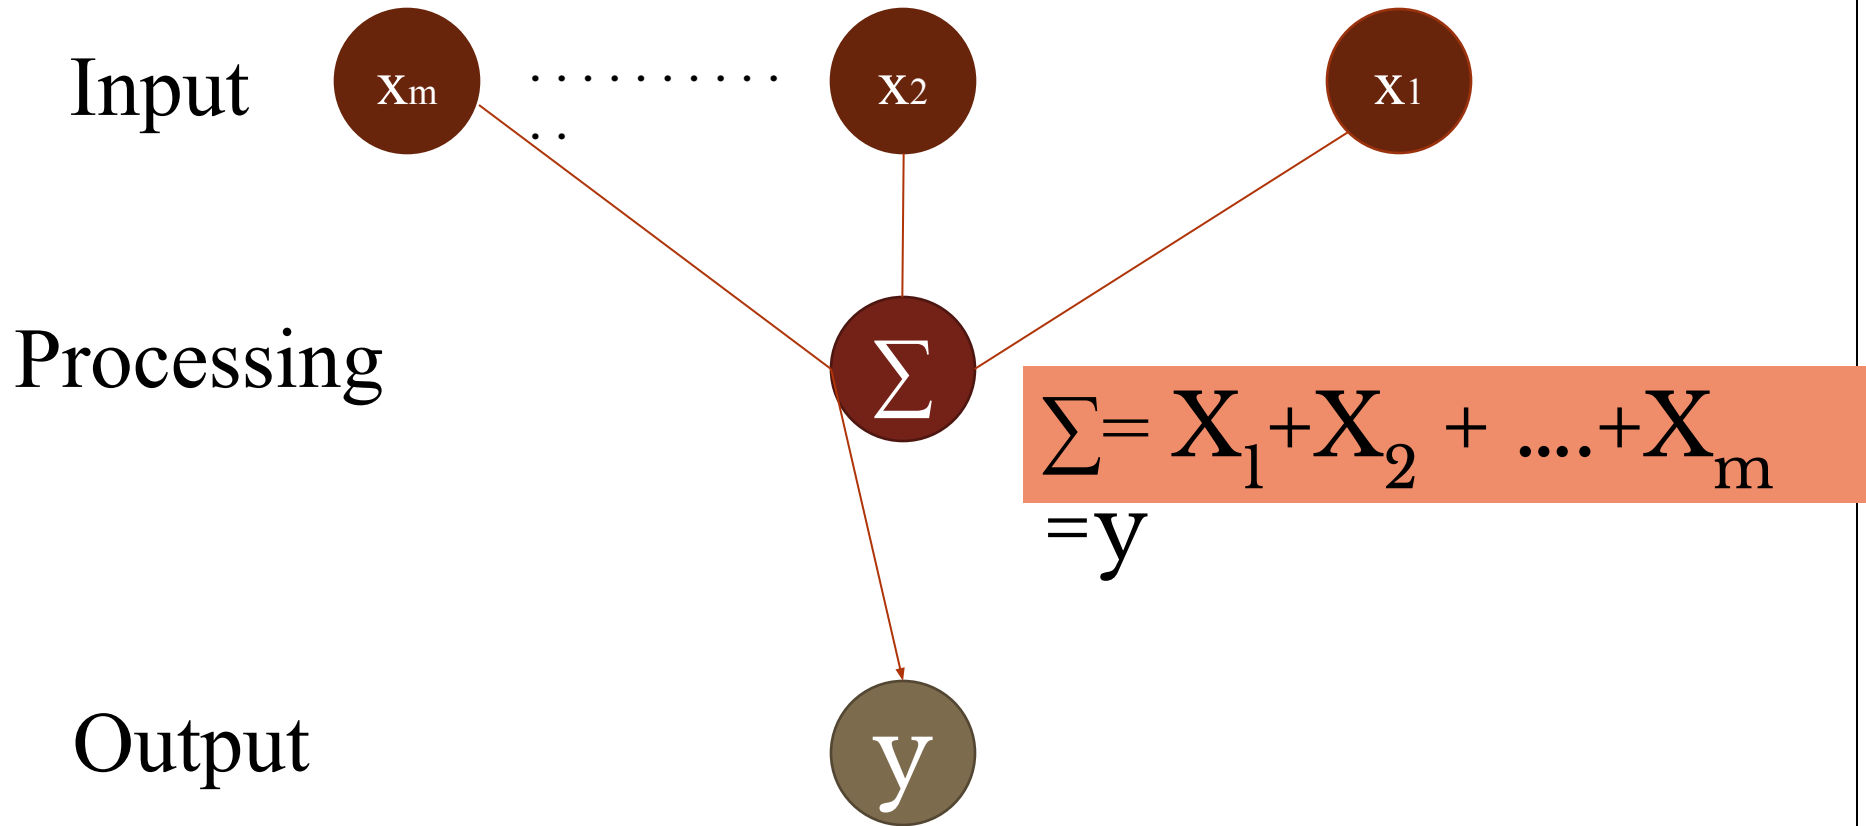 Input
xm
. . . . . . . . . .
. .
x2
x1
Processing
∑
∑= X1+X2 + ….+Xm
=y
Output
y